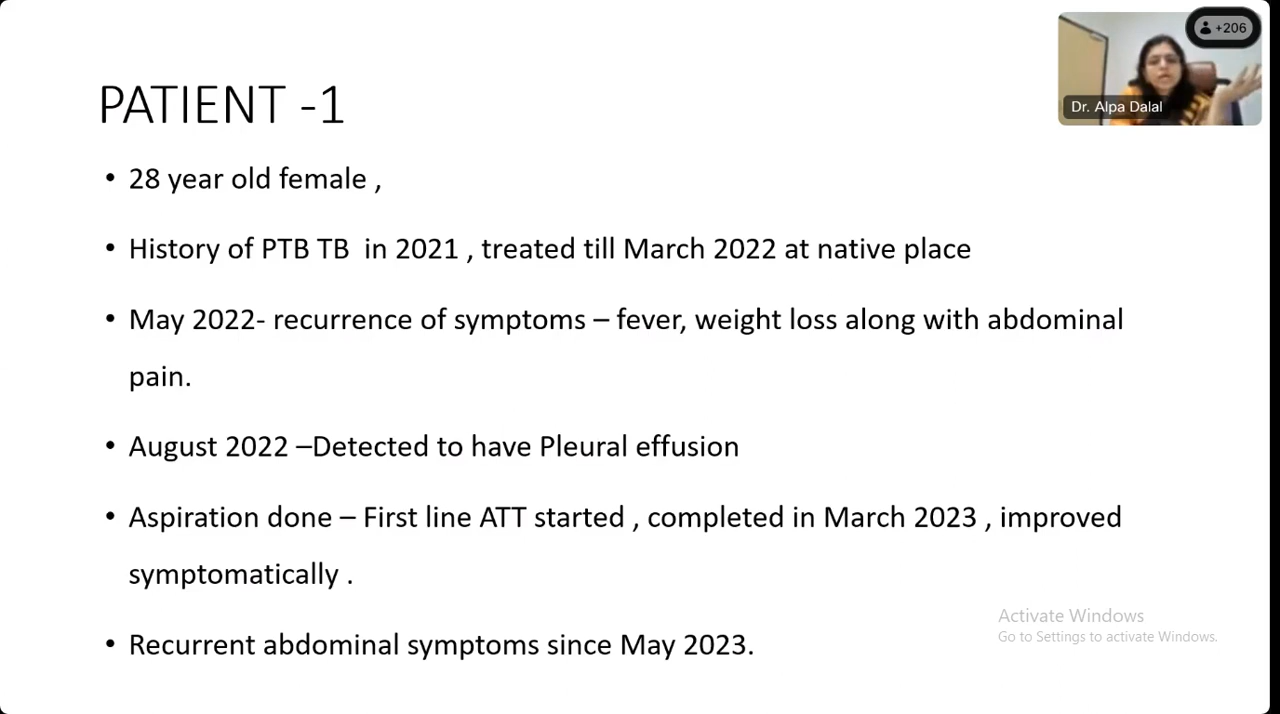 +206
Dr. Alpa Dalal
PATIENT -1
• 28 year old female ,
• History of PTB TB  in 2021 , treated till March 2022 at native place
• May 2022- recurrence of symptoms – fever, weight loss along with abdominal
pain.
• August 2022 –Detected to have Pleural effusion
• Aspiration done – First line ATT started , completed in March 2023 , improved
symptomatically .
• Recurrent abdominal symptoms since May 2023.
Activate Windows
Go to Settings to activate Windows.